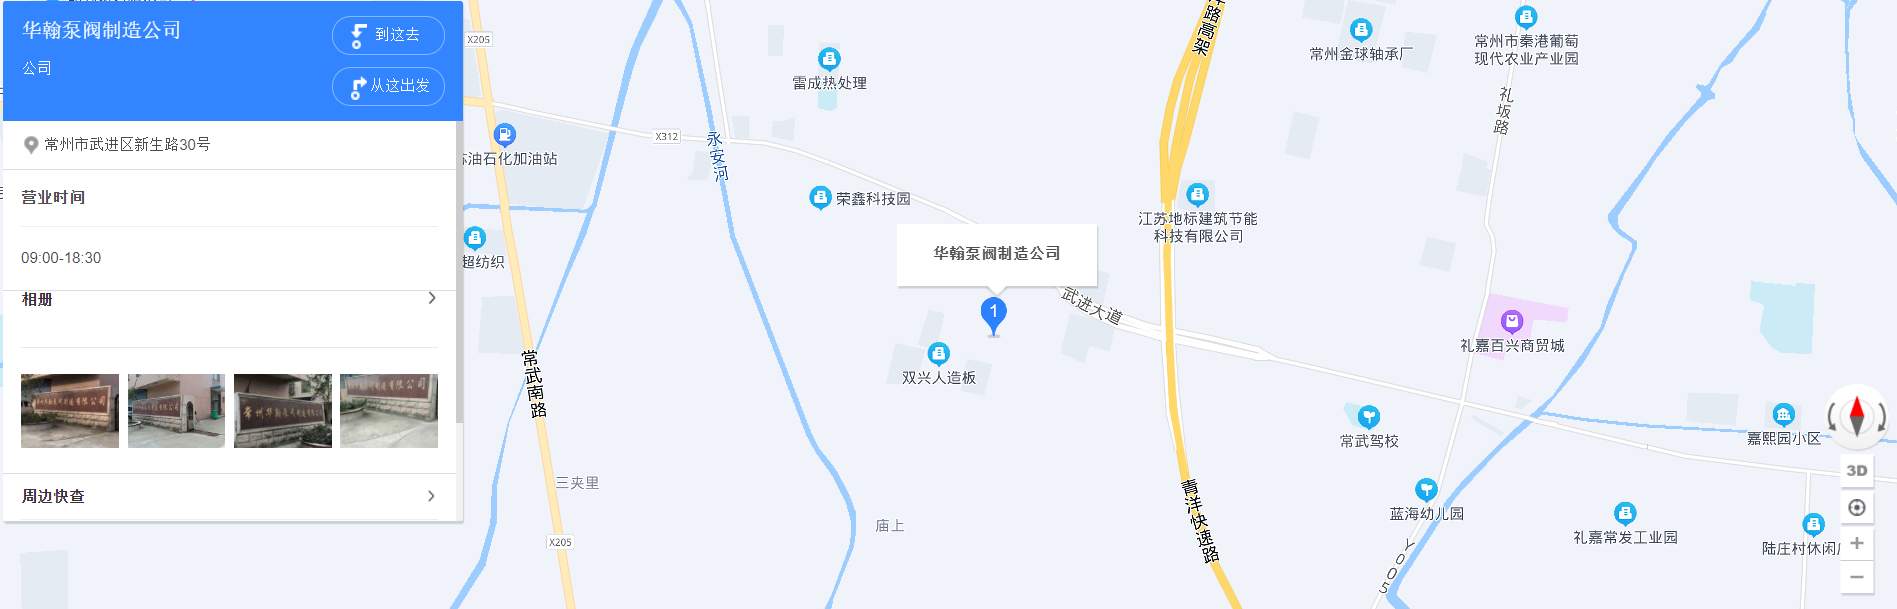 华翰泵阀制造公司
到这去
公司
从这出发
常州市武进区新生路30号
营业时间
09:00-18:30
相册
周边快查
X205
油石化加油站
超纺织
常武南路
三夹里
X205
雷成热处理
X312
永安河
荣鑫科技园
华翰泵阀制造公司
1
武进大道
双兴人造板
庙上
路高架
江苏地标建筑节能
科技有限公司
青洋快速路
常州金球轴承厂
常州市秦港葡萄
现代农业产业园
礼坂路
礼嘉百兴商贸城
常武驾校
蓝海幼儿园
Y005
礼嘉常发工业园
嘉熙园小区
陆庄村休闲
3D